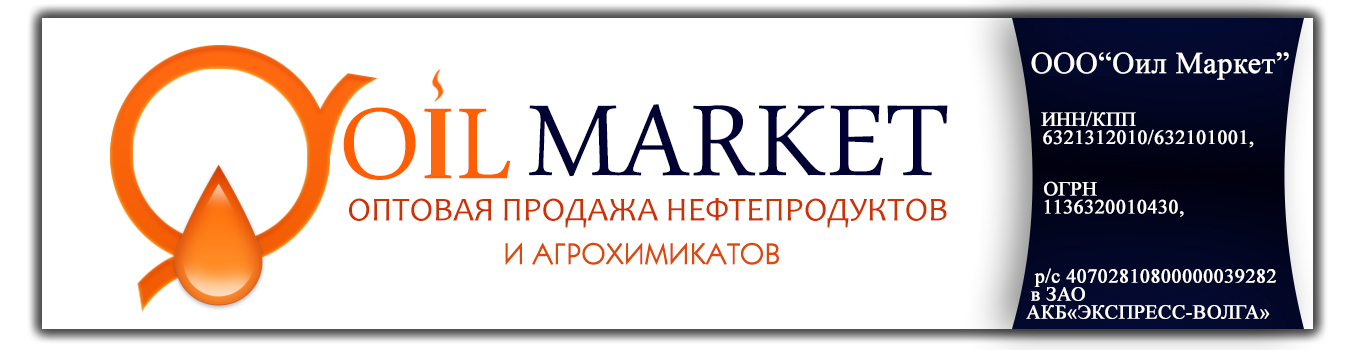 OIL MARKET
ОПТОВАЯ ПРОДАЖА НЕФТЕПРОДУКТОВ
И АГРОХИМИКАТОВ
ООО“Оил Маркет”
ИНН/КПП
6321312010/632101001,
ОГРН
1136320010430,
р/с 40702810800000039282
в ЗАО
АКБ«ЭКСПРЕСС-ВОЛГА»